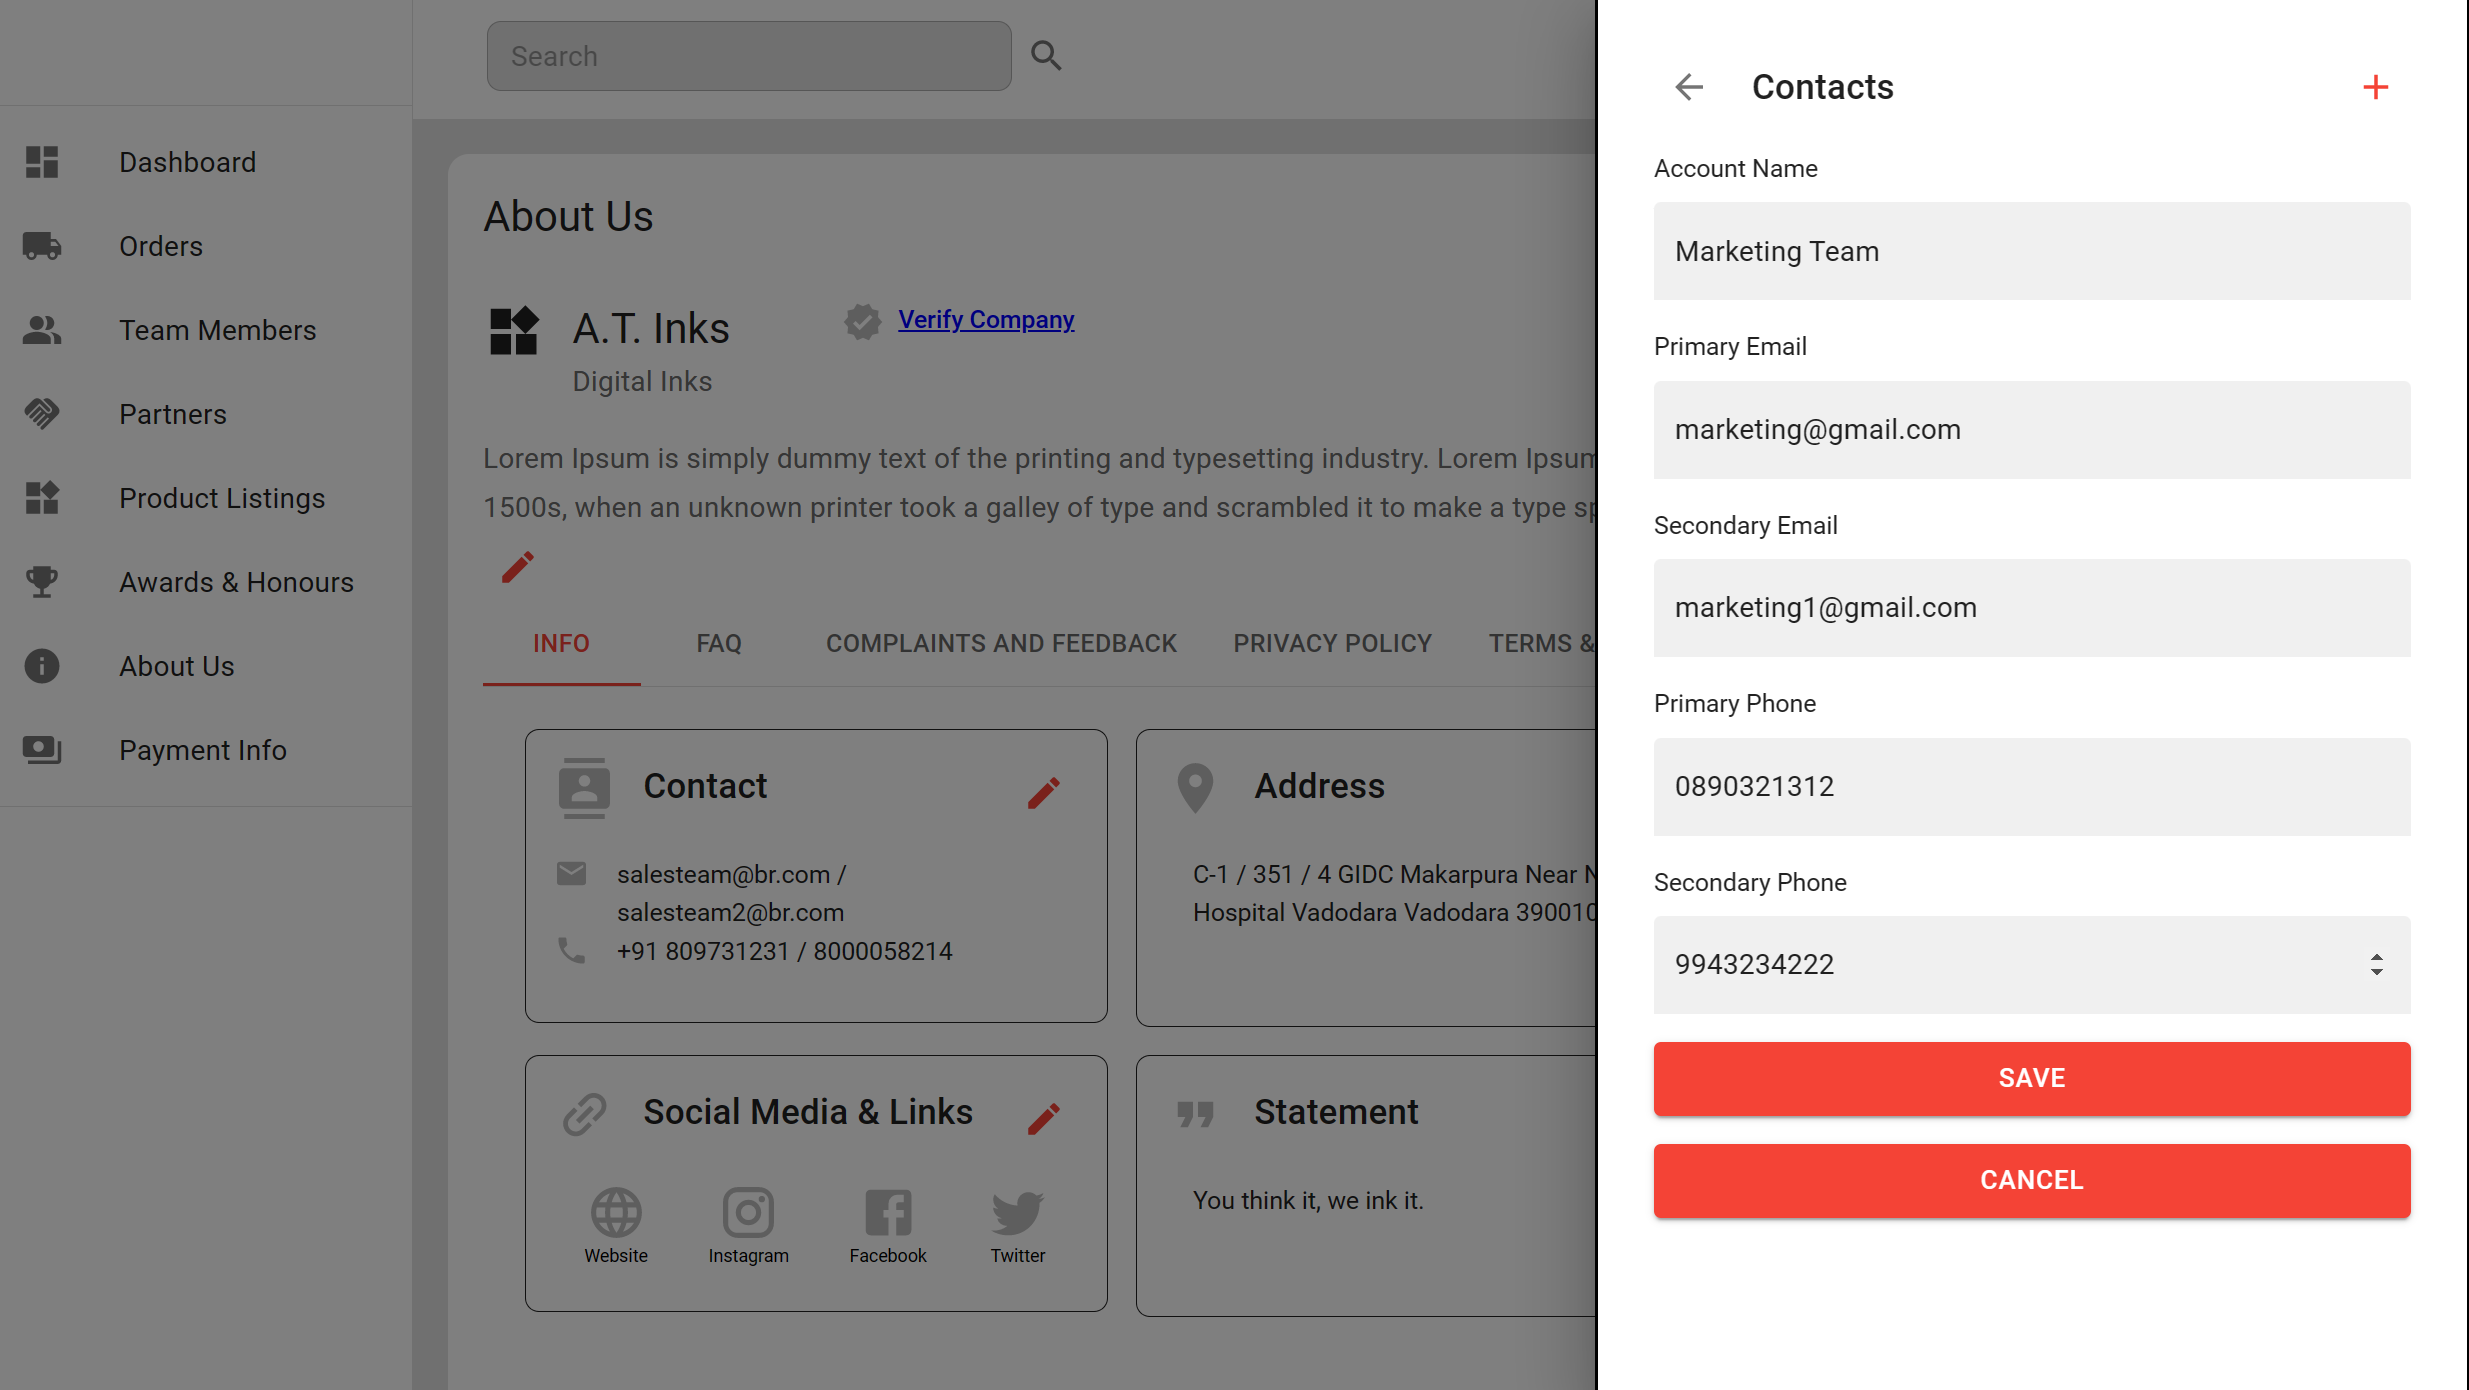 Search
Dashboard
Orders
Team Members
Partners
Product Listings
Awards & Honours
About Us
Payment Info
About Us
A.T. Inks
Verify Company
Digital Inks
Lorem Ipsum is simply dummy text of the printing and typesetting industry. Lorem Ipsum
1500s, when an unknown printer took a galley of type and scrambled it to make a type
INFO
FAQ
COMPLAINTS AND FEEDBACK
PRIVACY POLICY
TERMS &
Contact
salesteam@br.com /
salesteam2@br.com
+91 809731231 / 8000058214
Address
C-1 / 351 / 4 GIDC Makarpura Near
Hospital Vadodara Vadodara 390010
Social Media & Links
Website
Instagram
Facebook
Twitter
Statement
You think it, we ink it.
Contacts
Account Name
Marketing Team
Primary Email
marketing@gmail.com
Secondary Email
marketing1@gmail.com
Primary Phone
0890321312
Secondary Phone
9943234222
SAVE
CANCEL